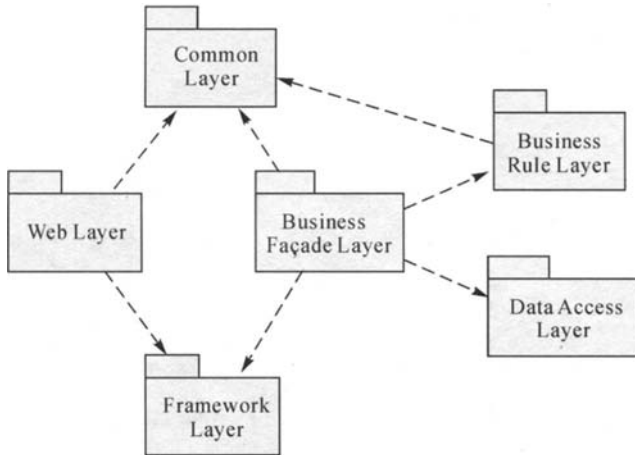 Common
Layer
Business
Rule Layer
Web Layer
Business
Façade Layer
Data Access
Layer
Framework
Layer